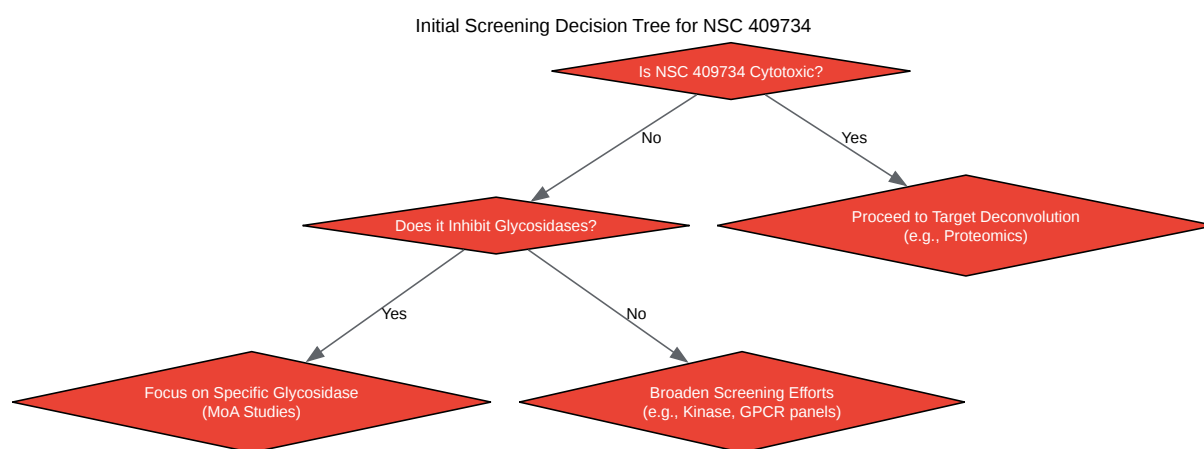 Initial Screening Decision Tree for NSC 409734
Is NSC 409734 Cytotoxic?
No
Yes
Does it Inhibit Glycosidases?
Proceed to Target Deconvolution
(e.g., Proteomics)
Yes
No
Focus on Specific Glycosidase
(MoA Studies)
Broaden Screening Efforts
(e.g., Kinase, GPCR panels)